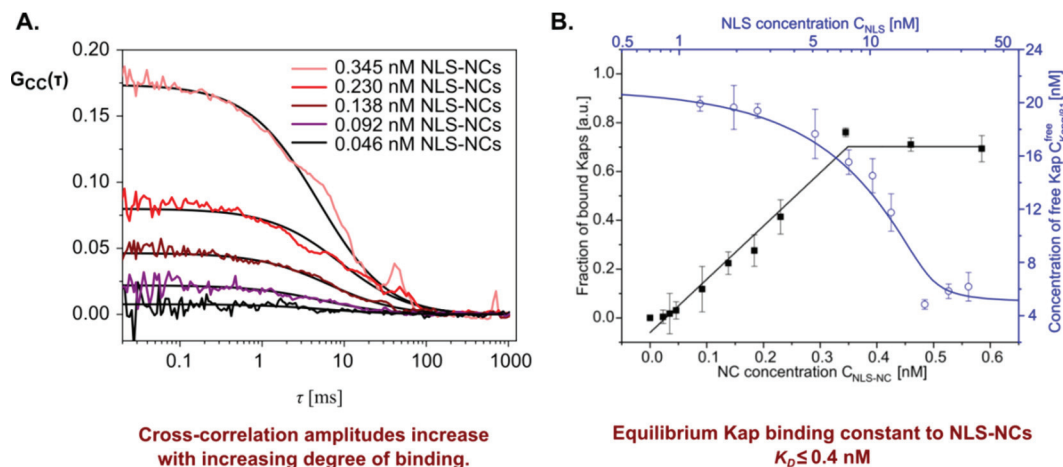 A.
0.20
G_CC(τ)
0.15
0.10
0.05
0.00
0.345 nM NLS-NCs
0.230 nM NLS-NCs
0.138 nM NLS-NCs
0.092 nM NLS-NCs
0.046 nM NLS-NCs
0.1 1 10 100 1000
τ [ms]
Cross-correlation amplitudes increase
with increasing degree of binding.
B.
NLS concentration C_NLS [nM]
0.5 1 5 10 50
Fraction of bound Kaps [a.u.]
1.0
0.8
0.6
0.4
0.2
0.0
24
20
16
12
8
4
Concentration of free Kap C^free [nM]
0.0 0.1 0.2 0.3 0.4 0.5 0.6
NC concentration C_NLS-NC [nM]
Equilibrium Kap binding constant to NLS-NCs
K_D ≤ 0.4 nM